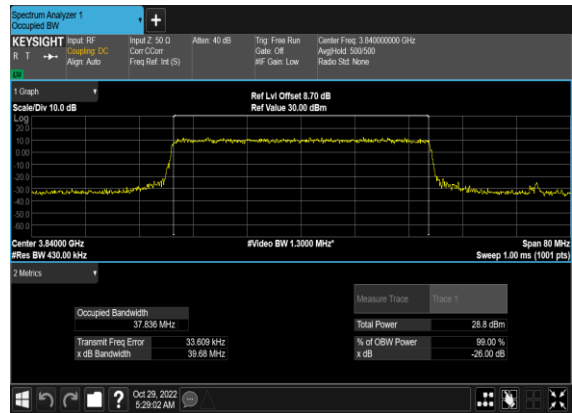 Spectrum Analyzer 1
Occupied BW
+
KEYSIGHT Input: RF Input Z: 50 Ω Atten: 40 dB Trig: Free Run Center Freq: 3.840000000 GHz
R T Coupling: DC Corr CCorr Gate: Off Avg|Hold: 500/500
Align: Auto Freq Ref: Int (S) #IF Gain: Low Radio Std: None
1 Graph
Ref Lvl Offset 8.70 dB
Scale/Div 10.0 dB Ref Value 30.00 dBm
Log
20.0
10.0
0.00
-10.0
-20.0
-30.0
-40.0
-50.0
-60.0
Center 3.84000 GHz #Video BW 1.3000 MHz* Span 80 MHz
#Res BW 430.00 kHz Sweep 1.00 ms (1001 pts)
2 Metrics
Measure Trace Trace 1
Occupied Bandwidth
37.836 MHz Total Power 28.8 dBm
Transmit Freq Error 33.609 kHz % of OBW Power 99.00 %
x dB Bandwidth 39.68 MHz x dB -26.00 dB
? Oct 29, 2022
5:29:02 AM